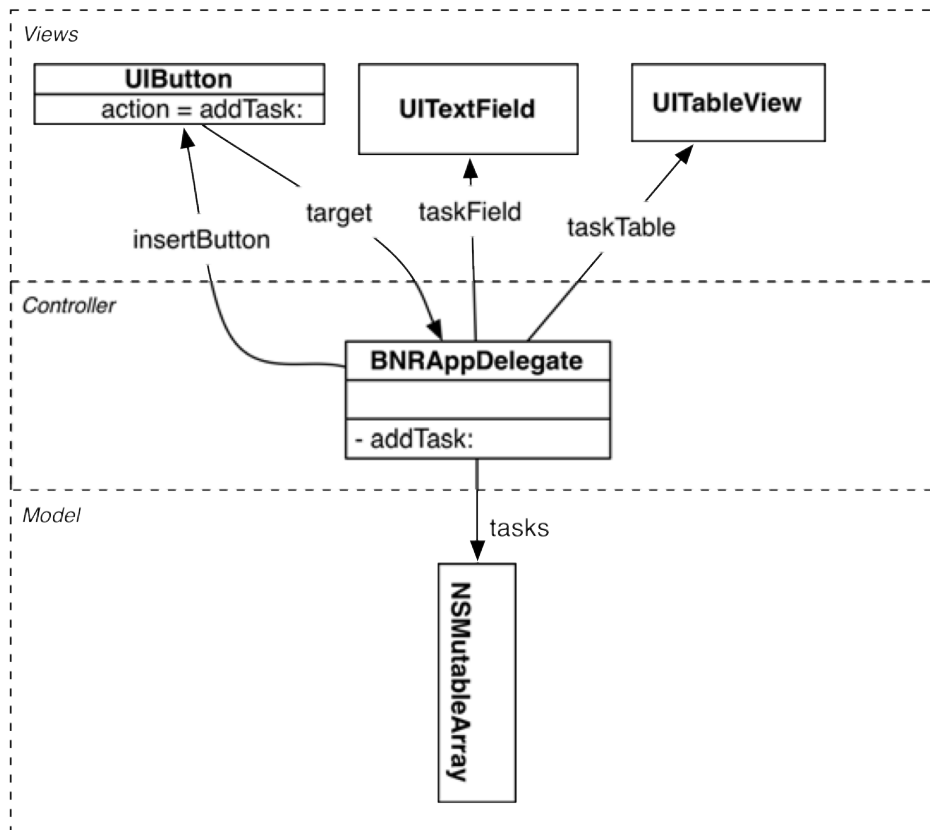 Views
UIButton
action = addTask:
UITextField
UITableView
insertButton
target
taskField
taskTable
Controller
BNRAppDelegate
- addTask:
Model
tasks
NSMutableArray